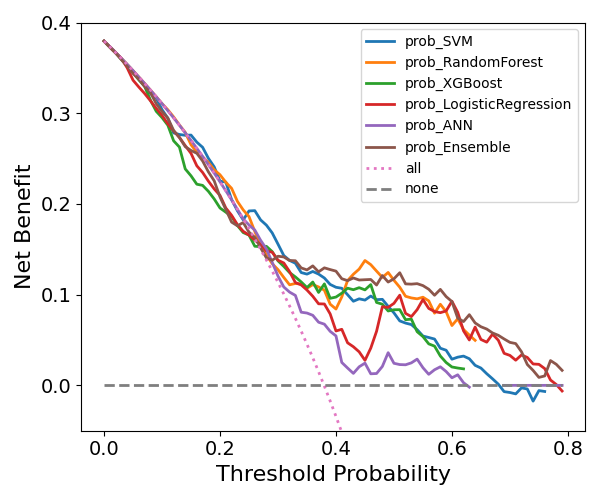 prob_SVM
prob_RandomForest
prob_XGBoost
prob_LogisticRegression
prob_ANN
prob_Ensemble
all
none
0.4
0.3
0.2
0.1
0.0
Net Benefit
0.0 0.2 0.4 0.6 0.8
Threshold Probability